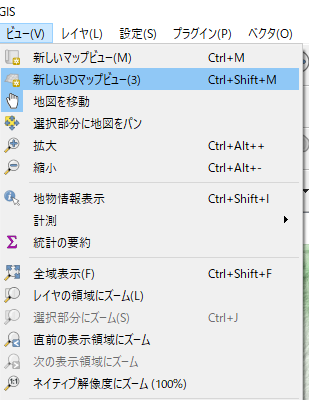 GIS
ビュー(V) レイヤ(L) 設定(S) プラグイン(P) ベクタ(O)
新しいマップビュー(M) Ctrl+M
新しい3Dマップビュー(3) Ctrl+Shift+M
地図を移動
選択部分に地図をパン
拡大 Ctrl+Alt++
縮小 Ctrl+Alt+-
地物情報表示 Ctrl+Shift+I
計測
統計の要約
全域表示(F) Ctrl+Shift+F
レイヤの領域にズーム(L)
選択部分にズーム(S) Ctrl+J
直前の表示領域にズーム
次の表示領域にズーム
ネイティブ解像度にズーム (100%)